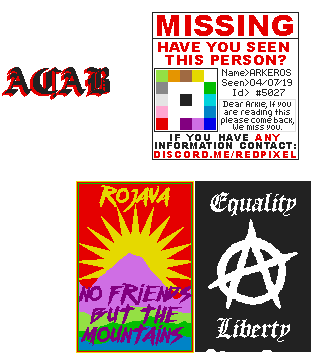 ACAB
MISSING
HAVE YOU SEEN
THIS PERSON?
Name>ARKEROS
Seen>04/07/19
Id> #5027
Dear Arkie, if you
are reading this
please come back,
We miss you.
IF YOU HAVE ANY
INFORMATION CONTACT:
DISCORD.ME/REDPIXEL
ROJAVA
NO FRIENDS
BUT THE
MOUNTAINS
Equality
Liberty